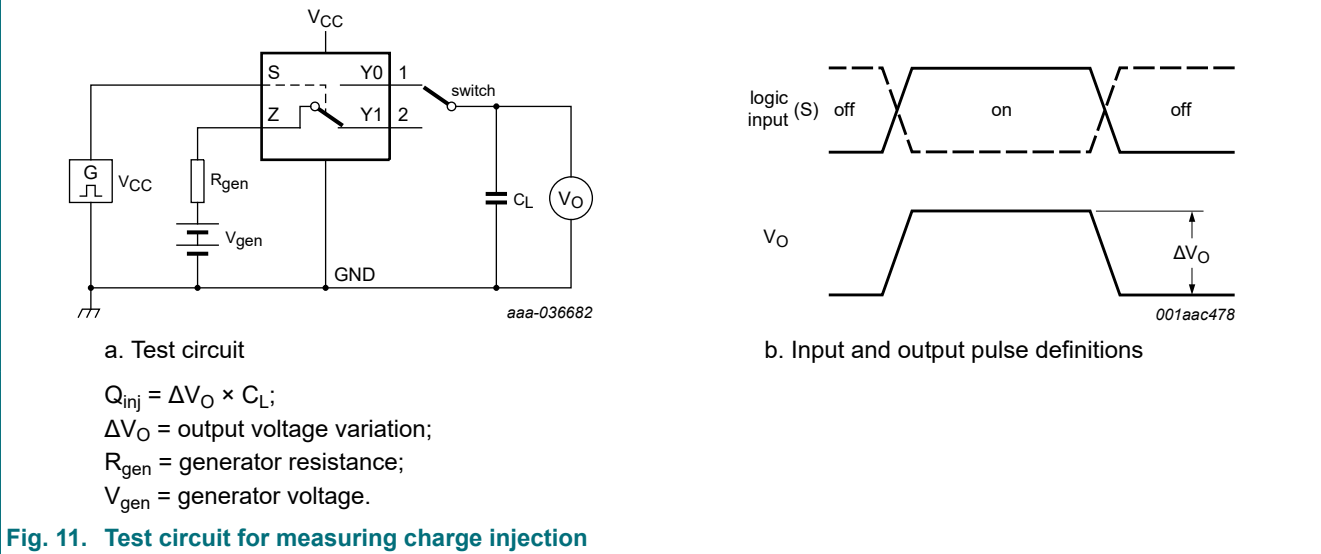 VCC
S
Y0
1
switch
Z
Y1
2
G
VCC
Rgen
Vgen
CL
VO
GND
aaa-036682
a. Test circuit
logic
input
(S)
off
on
off
VO
ΔVO
001aac478
b. Input and output pulse definitions
Qinj = ΔVO × CL;
ΔVO = output voltage variation;
Rgen = generator resistance;
Vgen = generator voltage.
Fig. 11. Test circuit for measuring charge injection